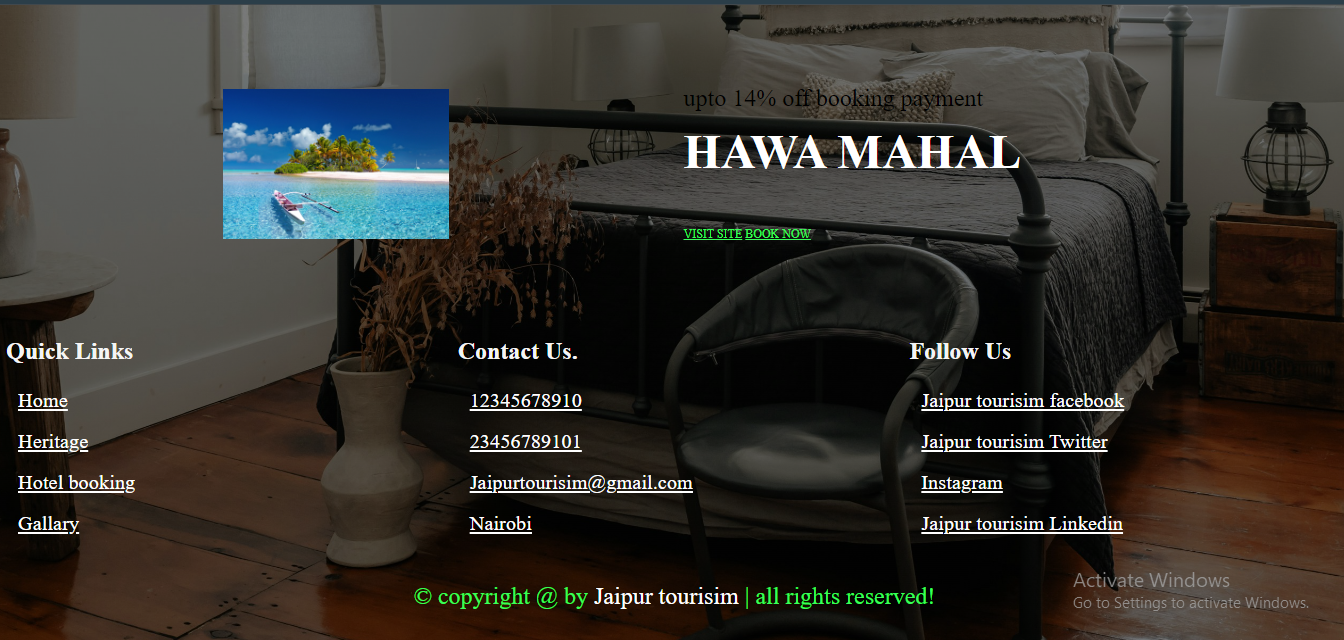 upto 14% off booking payment
HAWA MAHAL
VISIT SITE BOOK NOW
Quick Links
Home
Heritage
Hotel booking
Gallary
Contact Us.
12345678910
23456789101
Jaipurtourisim@gmail.com
Nairobi
Follow Us
Jaipur tourisim facebook
Jaipur tourisim Twitter
Instagram
Jaipur tourisim Linkedin
© copyright @ by Jaipur tourisim | all rights reserved!
Activate Windows
Go to Settings to activate Windows.